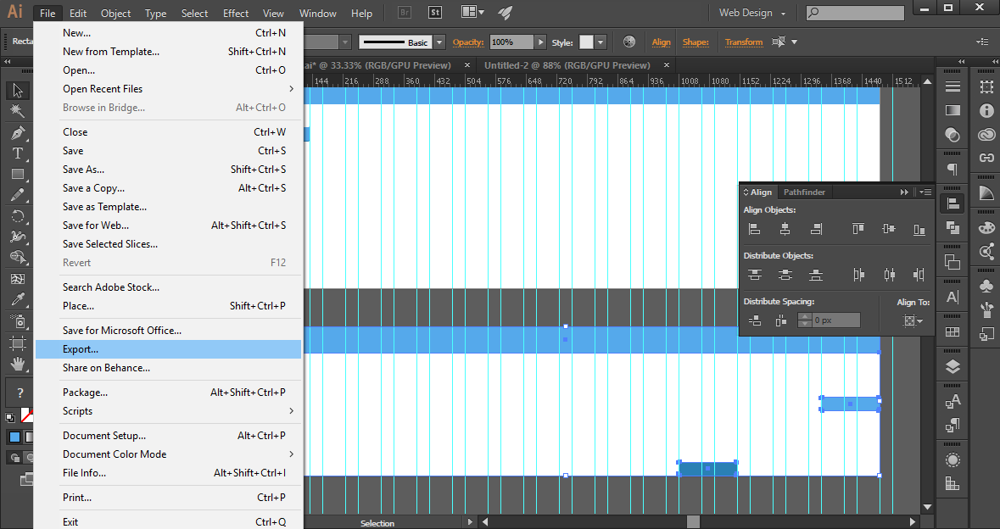 Ai File Edit Object Type Select Effect View Window Help Br St Web Design
Recta Basic Opacity: 100% Style: Align Shape: Transform
ai* @ 33.33% (RGB/GPU Preview) × Untitled-2 @ 88% (RGB/GPU Preview) ×
144 216 288 360 432 504 576 648 720 792 864 936 1008 1080 1152 1224 1296 1368 1440 1512
New... Ctrl+N
New from Template... Shift+Ctrl+N
Open... Ctrl+O
Open Recent Files
Browse in Bridge... Alt+Ctrl+O
Close Ctrl+W
Save Ctrl+S
Save As... Shift+Ctrl+S
Save a Copy... Alt+Ctrl+S
Save as Template...
Save for Web... Alt+Shift+Ctrl+S
Save Selected Slices...
Revert F12
Search Adobe Stock...
Place... Shift+Ctrl+P
Save for Microsoft Office...
Export...
Share on Behance...
Package... Alt+Shift+Ctrl+P
Scripts
Document Setup... Alt+Ctrl+P
Document Color Mode
File Info... Alt+Shift+Ctrl+I
Print... Ctrl+P
Exit Ctrl+Q
Align Pathfinder
Align Objects:
Distribute Objects:
Distribute Spacing: Align To:
0 px
Selection